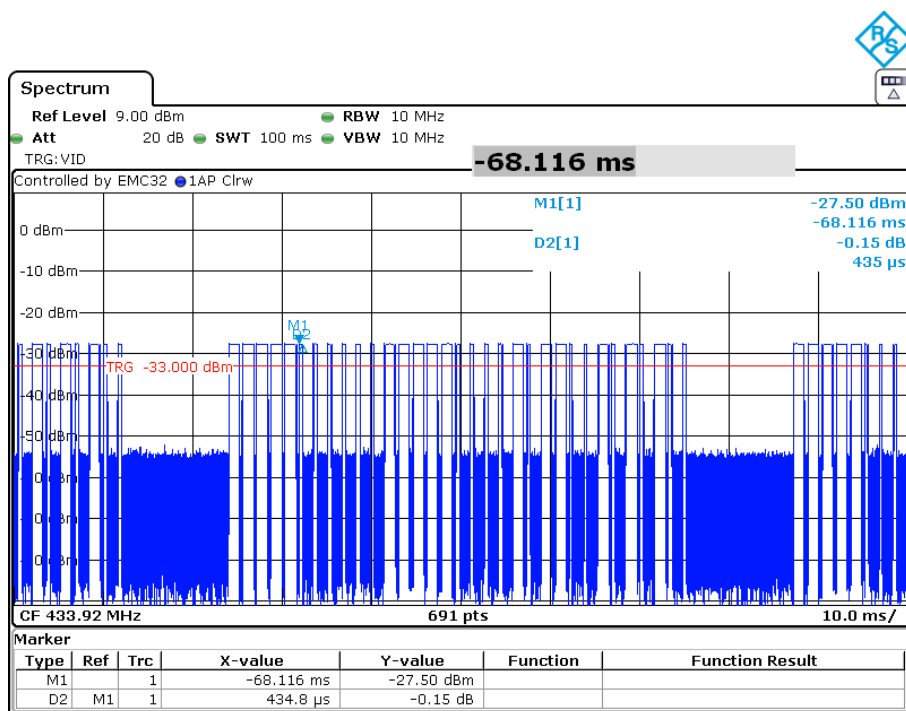 R S
Spectrum
Ref Level 9.00 dBm RBW 10 MHz
Att 20 dB SWT 100 ms VBW 10 MHz
TRG:VID
-68.116 ms
Controlled by EMC32 1AP Clrw
M1[1] -27.50 dBm
-68.116 ms
D2[1] -0.15 dB
435 µs
0 dBm
-10 dBm
-20 dBm
M1
D2
-30 dBm
TRG -33.000 dBm
-40 dBm
-50 dBm
CF 433.92 MHz 691 pts 10.0 ms/
Marker
Type Ref Trc X-value Y-value Function Function Result
M1 1 -68.116 ms -27.50 dBm
D2 M1 1 434.8 µs -0.15 dB